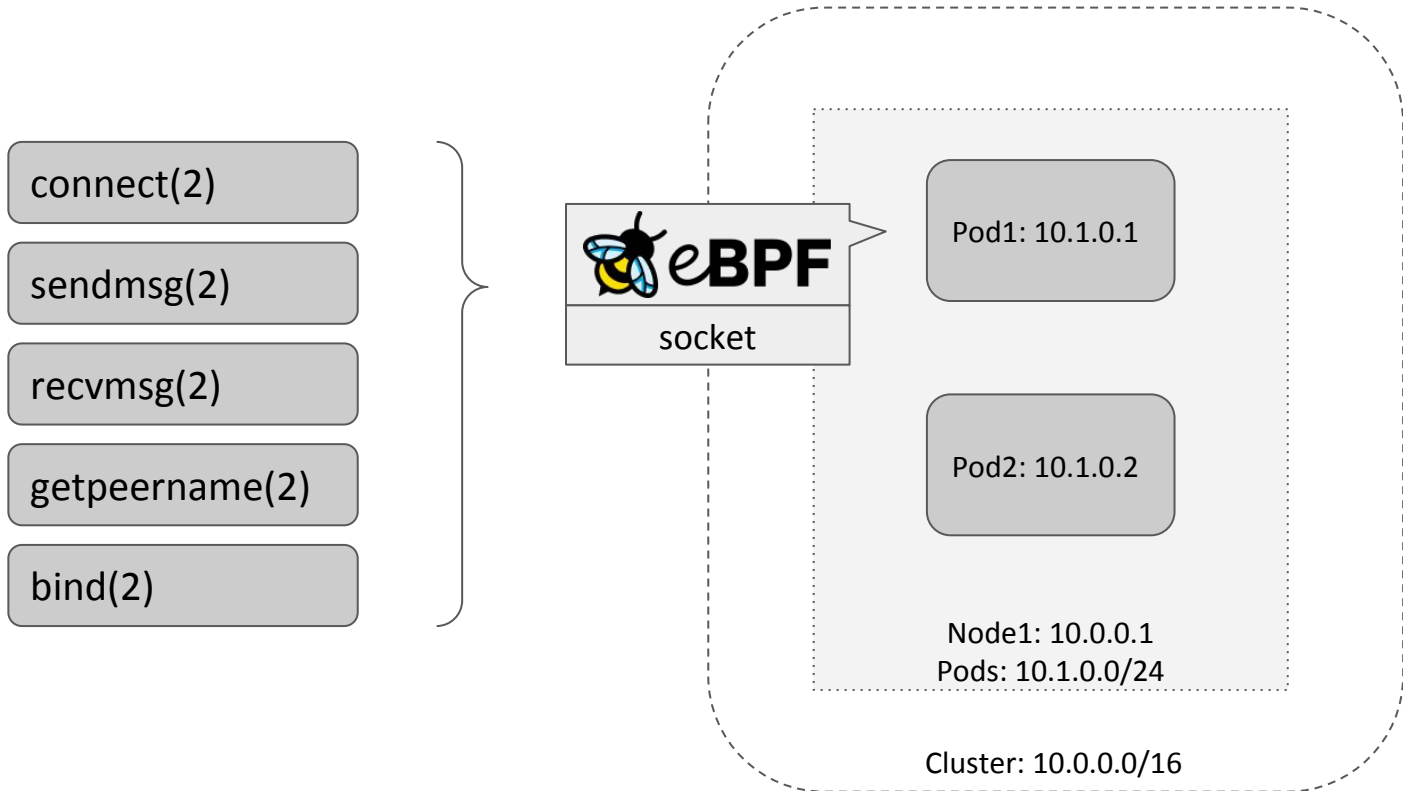 connect(2)
sendmsg(2)
recvmsg(2)
getpeername(2)
bind(2)
eBPF
socket
Pod1: 10.1.0.1
Pod2: 10.1.0.2
Node1: 10.0.0.1
Pods: 10.1.0.0/24
Cluster: 10.0.0.0/16